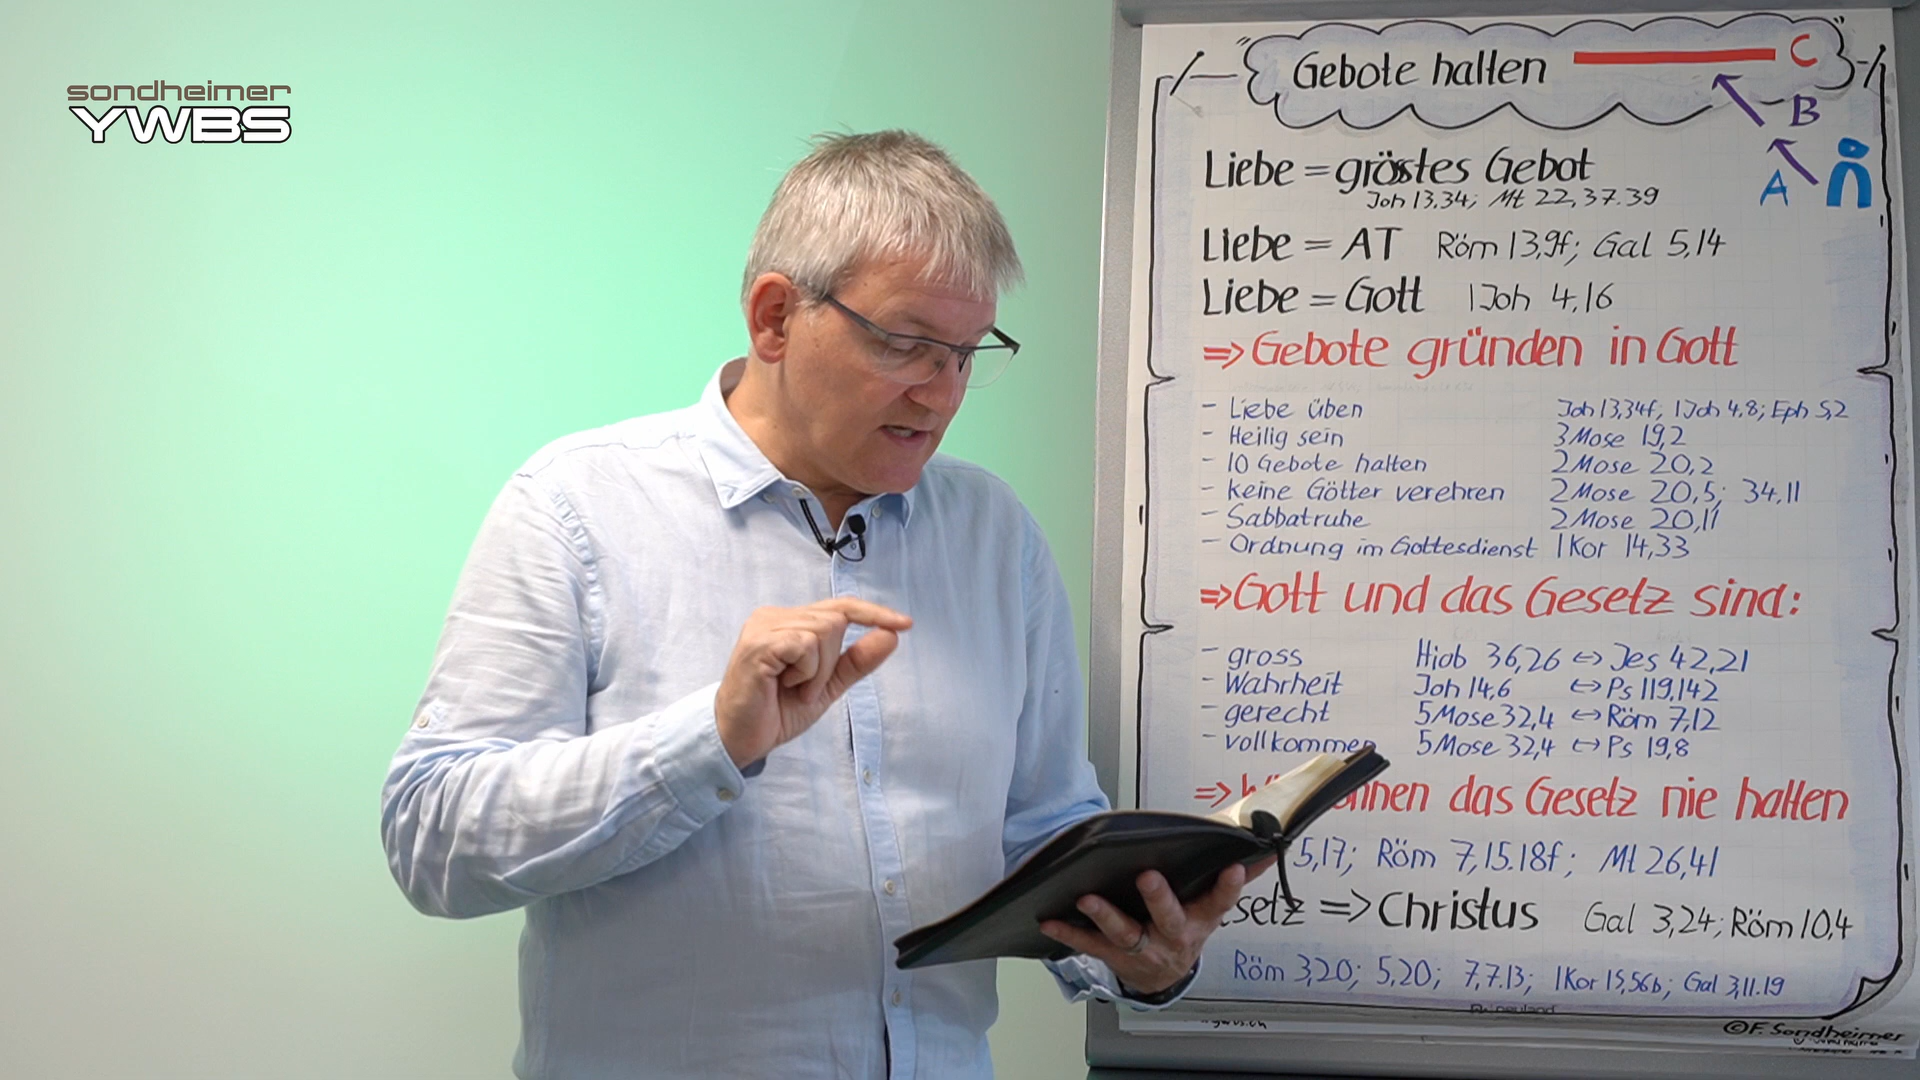 sondheimer
YWBS
Gebote halten
C
B
A
Liebe = grösstes Gebot
Joh 13,34; Mt 22,37.39
Liebe = AT Röm 13,9f; Gal 5,14
Liebe = Gott 1Joh 4,16
=> Gebote gründen in Gott
- Liebe üben Joh 13,34f; 1Joh 4,8; Eph 5,2
- Heilig sein 3Mose 19,2
- 10 Gebote halten 2Mose 20,2
- keine Götter verehren 2Mose 20,5; 34,11
- Sabbatruhe 2Mose 20,11
- Ordnung im Gottesdienst 1Kor 14,33
=> Gott und das Gesetz sind:
- gross Hiob 36,26 <-> Jes 42,21
- Wahrheit Joh 14,6 <-> Ps 119,142
- gerecht 5Mose 32,4 <-> Röm 7,12
- vollkommen 5Mose 32,4 <-> Ps 19,8
=> das Gesetz nie halten
5,17; Röm 7,15.18f; Mt 26,41
setz => Christus Gal 3,24; Röm 10,4
Röm 3,20; 5,20; 7,7.13; 1Kor 15,56b; Gal 3,11.19
©F. Sondheimer